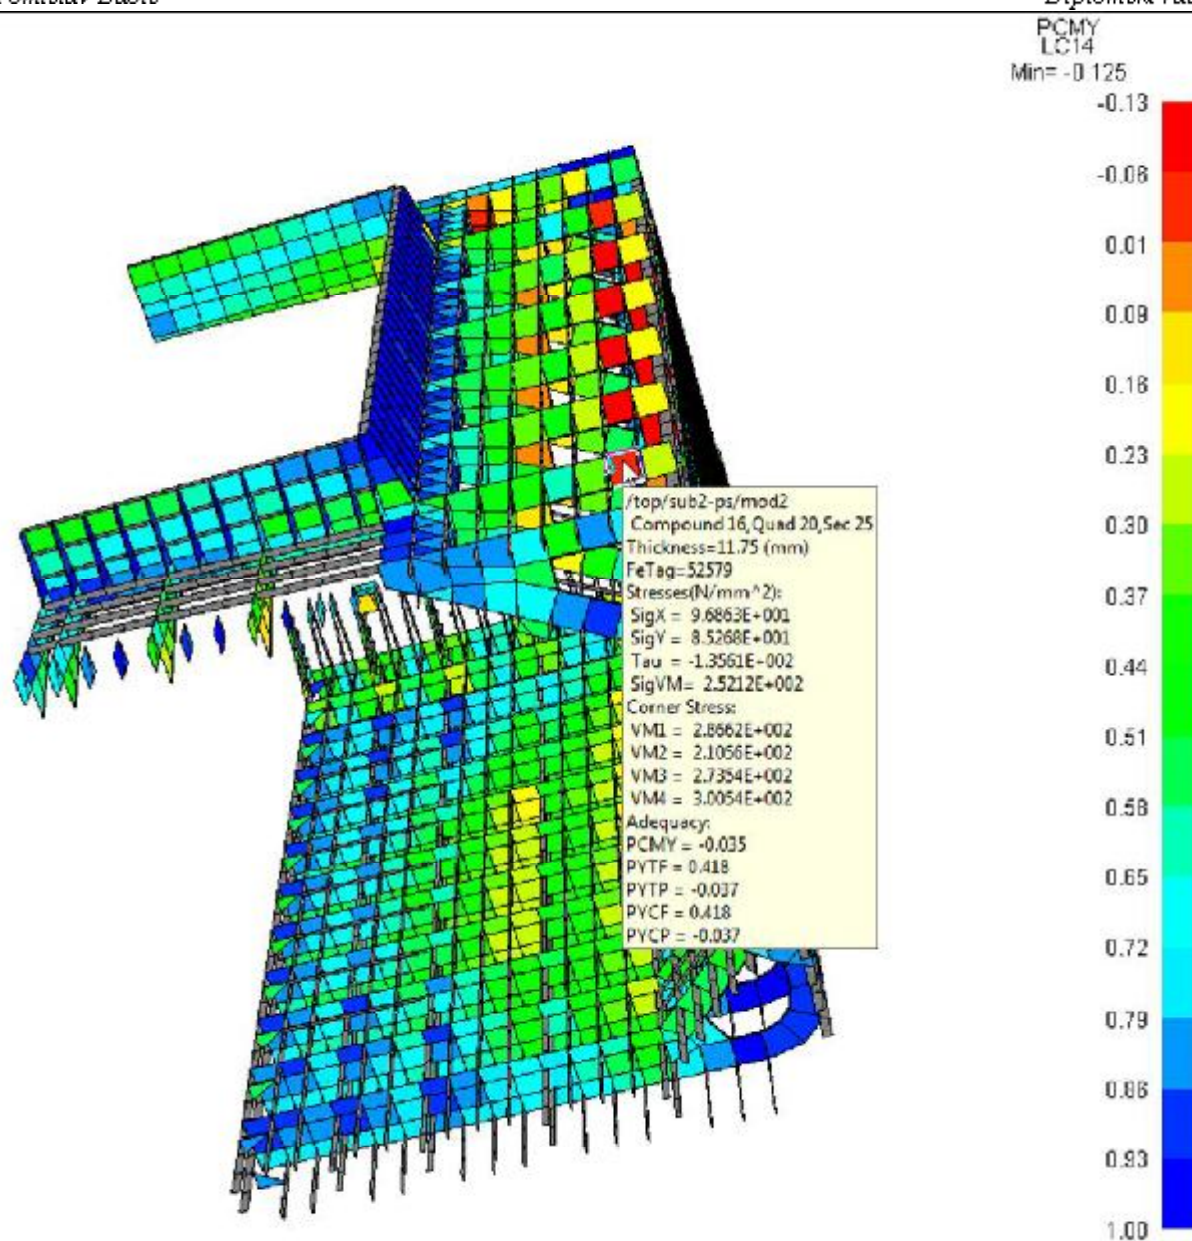 PCMY
LC14
Min= -0.125
-0.13
-0.06
0.01
0.09
0.16
0.23
0.30
0.37
0.44
0.51
0.58
0.65
0.72
0.79
0.86
0.93
1.00
/top/sub2-ps/mod2
Compound 16,Quad 20,Sec 25
Thickness=11.75 (mm)
FeTag=52579
Stresses(N/mm^2):
SigX = 9.6863E+001
SigY = 8.5268E+001
Tau = -1.3561E+002
SigVM= 2.5212E+002
Corner Stress:
VM1 = 2.8662E+002
VM2 = 2.1056E+002
VM3 = 2.7354E+002
VM4 = 3.0054E+002
Adequacy:
PCMY = -0.035
PYTF = 0.418
PYTP = -0.037
PYCF = 0.418
PYCP = -0.037